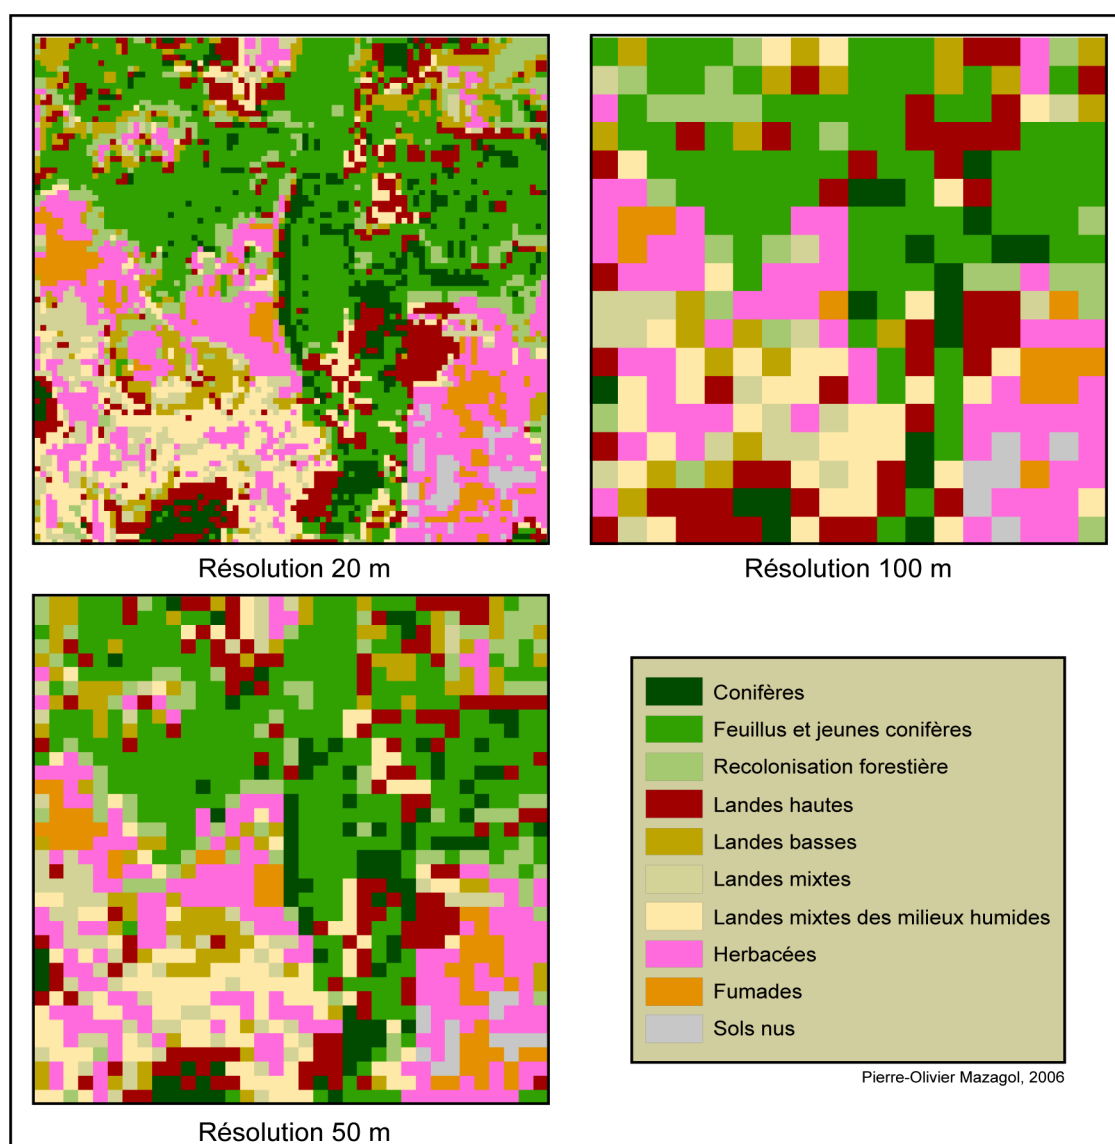 Résolution 20 m
Résolution 100 m
Résolution 50 m
Conifères
Feuillus et jeunes conifères
Recolonisation forestière
Landes hautes
Landes basses
Landes mixtes
Landes mixtes des milieux humides
Herbacées
Fumades
Sols nus
Pierre-Olivier Mazagol, 2006